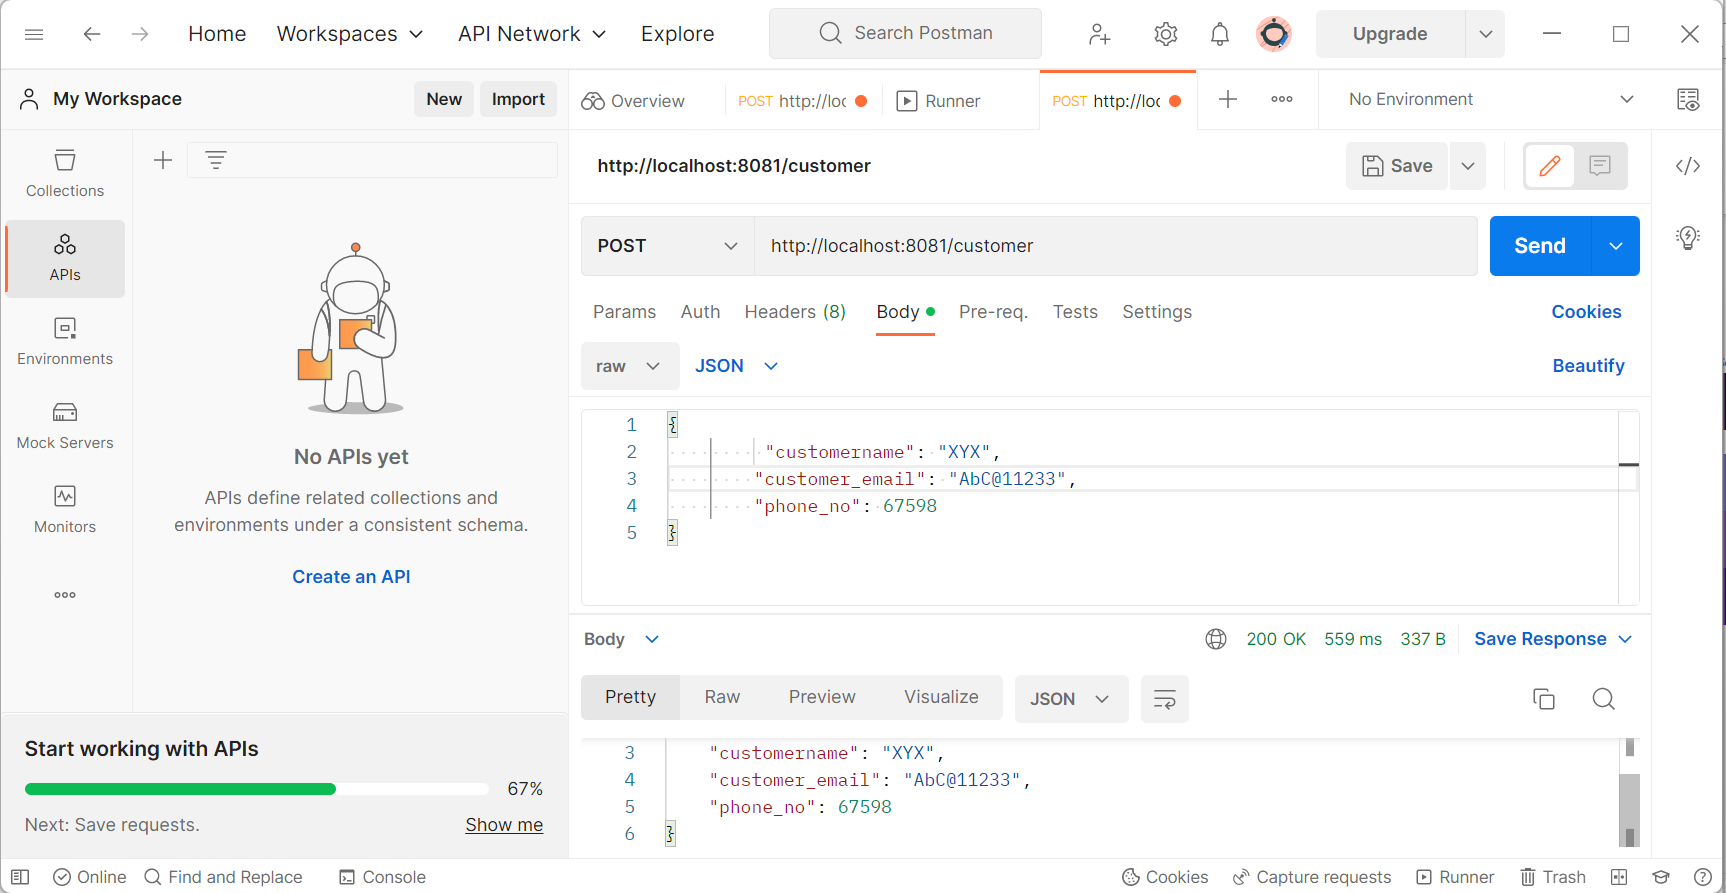 Home Workspaces API Network Explore Search Postman Upgrade
My Workspace New Import Overview POST http://loc Runner POST http://loc No Environment
Collections
APIs
Environments
Mock Servers
Monitors
No APIs yet
APIs define related collections and
environments under a consistent schema.
Create an API
Start working with APIs
67%
Next: Save requests. Show me
http://localhost:8081/customer Save
POST http://localhost:8081/customer Send
Params Auth Headers (8) Body Pre-req. Tests Settings Cookies
raw JSON Beautify
1 {
2 "customername": "XYX",
3 "customer_email": "AbC@11233",
4 "phone_no": 67598
5 }
Body 200 OK 559 ms 337 B Save Response
Pretty Raw Preview Visualize JSON
3 "customername": "XYX",
4 "customer_email": "AbC@11233",
5 "phone_no": 67598
6 }
Online Find and Replace Console Cookies Capture requests Runner Trash